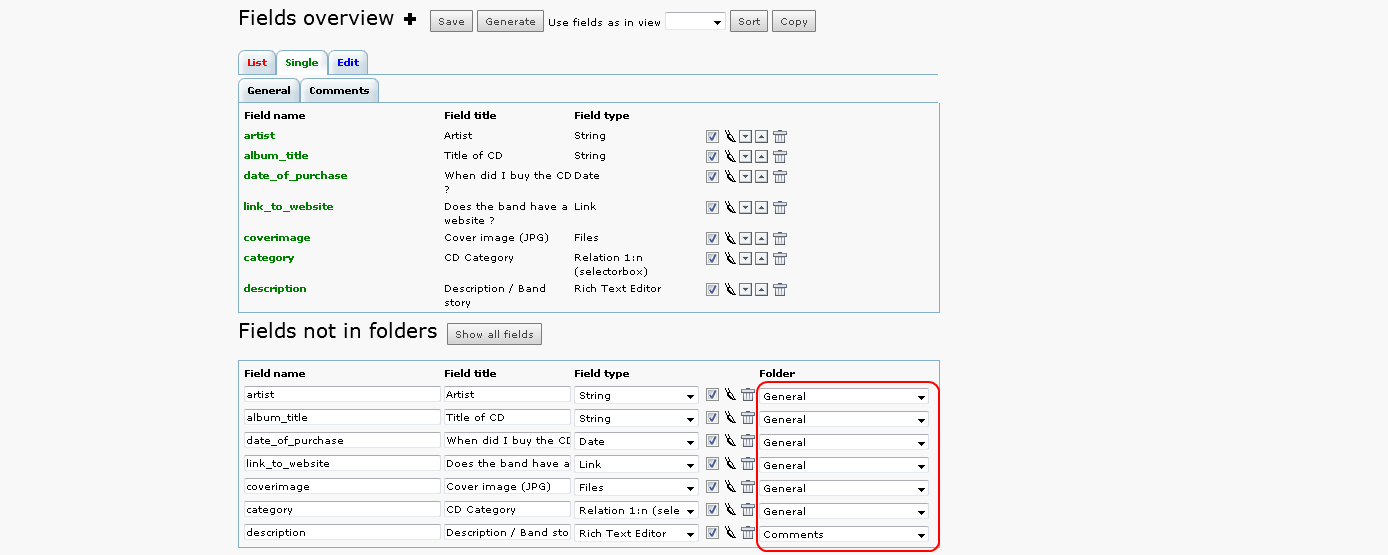 Fields overview
Save Generate Use fields as in view Sort Copy
List Single Edit
General Comments
Field name Field title Field type
artist Artist String
album_title Title of CD String
date_of_purchase When did I buy the CD Date
?
link_to_website Does the band have a Link
website ?
coverimage Cover image (JPG) Files
category CD Category Relation 1:n
(selectorbox)
description Description / Band Rich Text Editor
story
Fields not in folders Show all fields
Field name Field title Field type Folder
artist Artist String General
album_title Title of CD String General
date_of_purchase When did I buy the CD Date General
link_to_website Does the band have a Link General
coverimage Cover image (JPG) Files General
category CD Category Relation 1:n (sele General
description Description / Band sto Rich Text Editor Comments